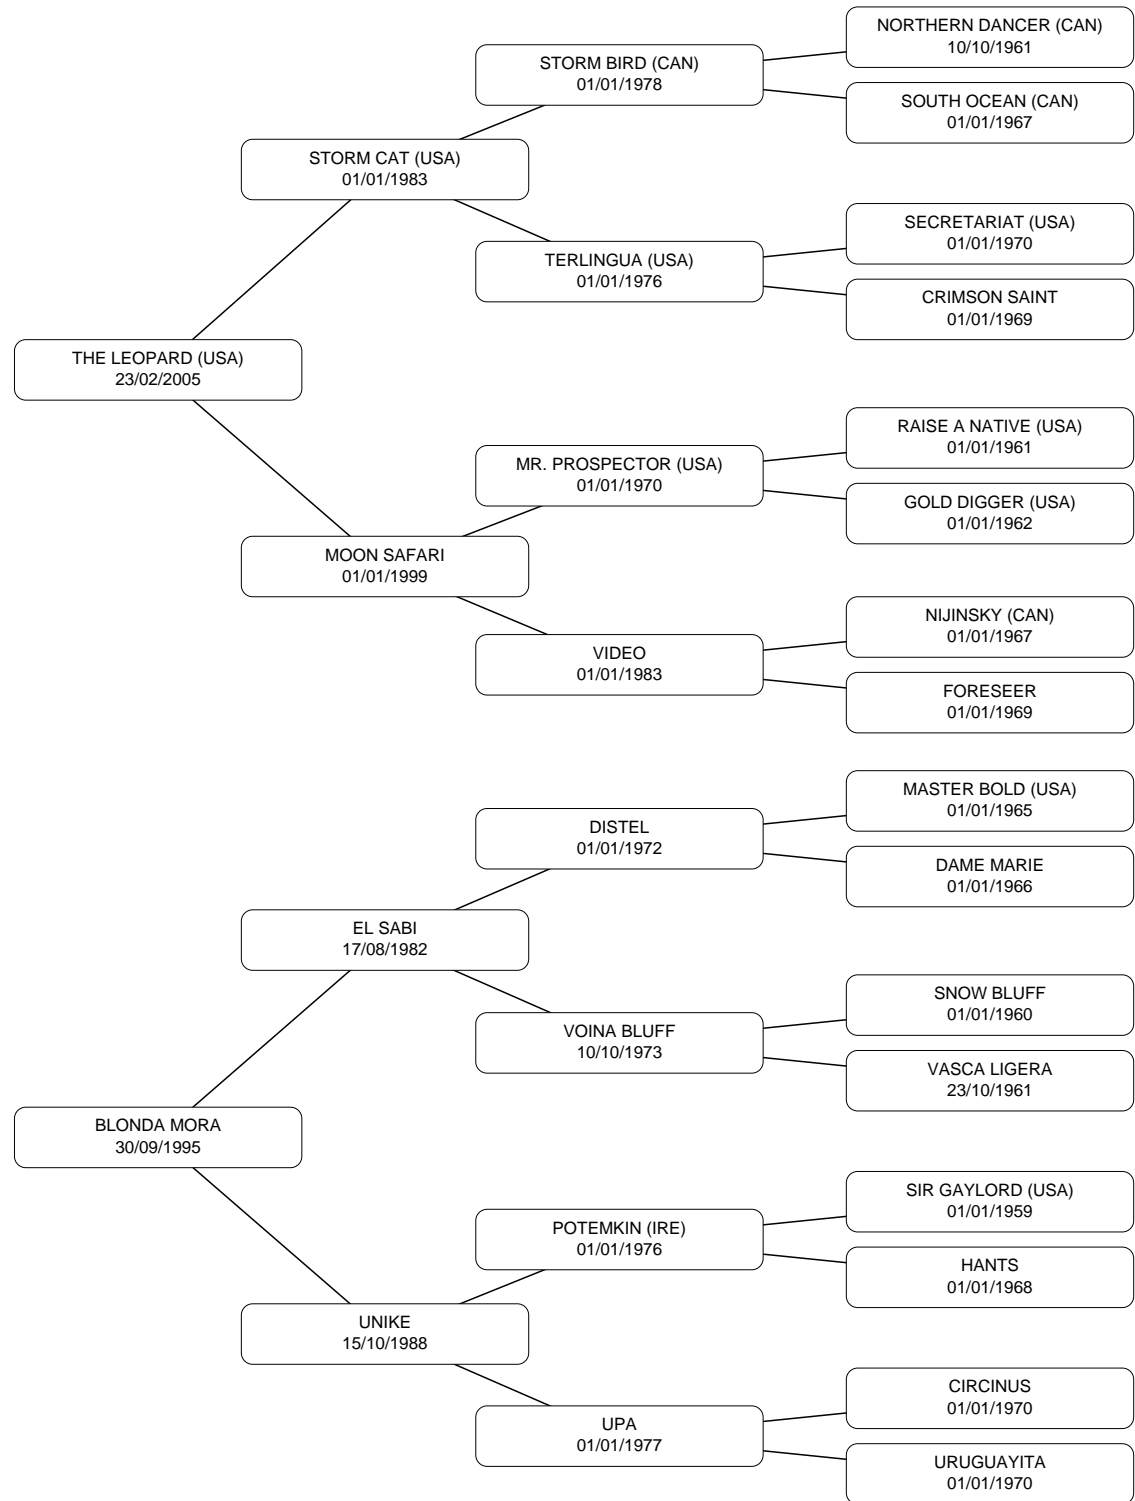 NORTHERN DANCER (CAN)
10/10/1961
STORM BIRD (CAN)
01/01/1978
SOUTH OCEAN (CAN)
01/01/1967
STORM CAT (USA)
01/01/1983
SECRETARIAT (USA)
01/01/1970
TERLINGUA (USA)
01/01/1976
CRIMSON SAINT
01/01/1969
THE LEOPARD (USA)
23/02/2005
RAISE A NATIVE (USA)
01/01/1961
MR. PROSPECTOR (USA)
01/01/1970
GOLD DIGGER (USA)
01/01/1962
MOON SAFARI
01/01/1999
NIJINSKY (CAN)
01/01/1967
VIDEO
01/01/1983
FORESEER
01/01/1969
MASTER BOLD (USA)
01/01/1965
DISTEL
01/01/1972
DAME MARIE
01/01/1966
EL SABI
17/08/1982
SNOW BLUFF
01/01/1960
VOINA BLUFF
10/10/1973
VASCA LIGERA
23/10/1961
BLONDA MORA
30/09/1995
SIR GAYLORD (USA)
01/01/1959
POTEMKIN (IRE)
01/01/1976
HANTS
01/01/1968
UNIKE
15/10/1988
CIRCINUS
01/01/1970
UPA
01/01/1977
URUGUAYITA
01/01/1970